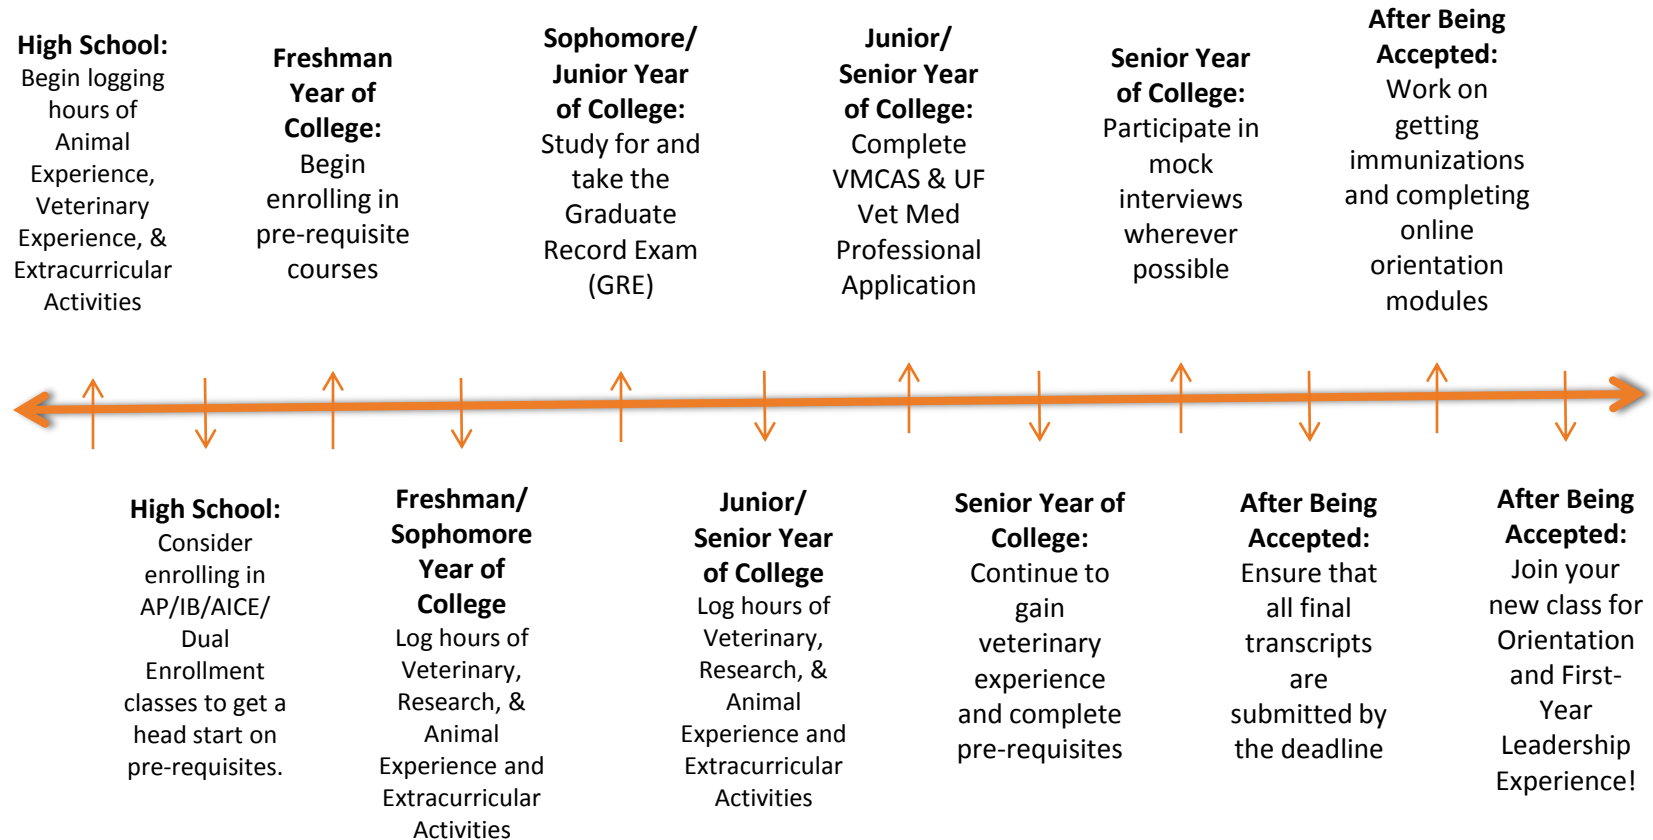 High School:
Begin logging
hours of
Animal
Experience,
Veterinary
Experience, &
Extracurricular
Activities
Freshman
Year of
College:
Begin
enrolling in
pre-requisite
courses
Sophomore/
Junior Year
of College:
Study for and
take the
Graduate
Record Exam
(GRE)
Junior/
Senior Year
of College:
Complete
VMCAS & UF
Vet Med
Professional
Application
Senior Year
of College:
Participate in
mock
interviews
wherever
possible
After Being
Accepted:
Work on
getting
immunizations
and completing
online
orientation
modules
High School:
Consider
enrolling in
AP/IB/AICE/
Dual
Enrollment
classes to get a
head start on
pre-requisites.
Freshman/
Sophomore
Year of
College
Log hours of
Veterinary,
Research, &
Animal
Experience and
Extracurricular
Activities
Junior/
Senior Year
of College
Log hours of
Veterinary,
Research, &
Animal
Experience and
Extracurricular
Activities
Senior Year of
College:
Continue to
gain
veterinary
experience
and complete
pre-requisites
After Being
Accepted:
Ensure that
all final
transcripts
are
submitted by
the deadline
After Being
Accepted:
Join your
new class for
Orientation
and First-
Year
Leadership
Experience!